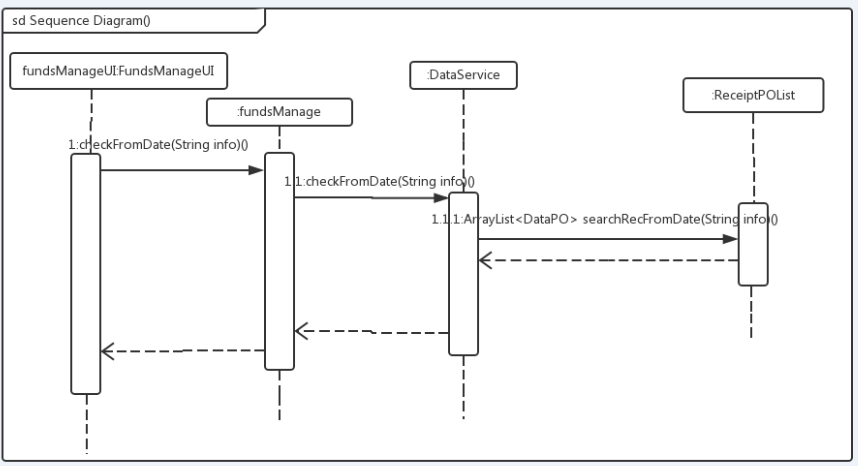 sd Sequence Diagram()
fundsManageUI:FundsManageUI
:DataService
:ReceiptPOList
:fundsManage
1:checkFromDate(String info)()
1.1:checkFromDate(String info)()
1.1.1:ArrayList<DataPO> searchRecFromDate(String info)()